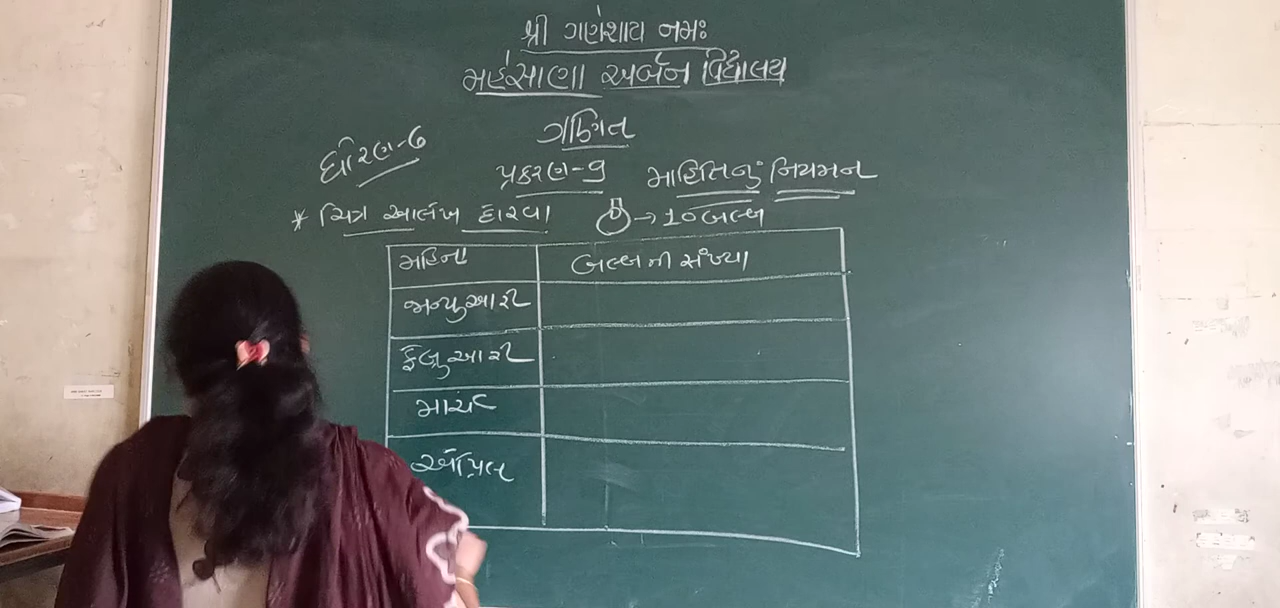 શ્રી ગણેશાય નમઃ
મહેસાણા અર્બન વિદ્યાલય
ગણિત
ધોરણ-6
પ્રકરણ-9 માહિતિનું નિયમન
* ચિત્ર આલેખ દોરવા → 10 બલ્બ
મહિના બલ્બની સંખ્યા
જાન્યુઆરી
ફેબ્રુઆરી
માર્ચ
એપ્રિલ